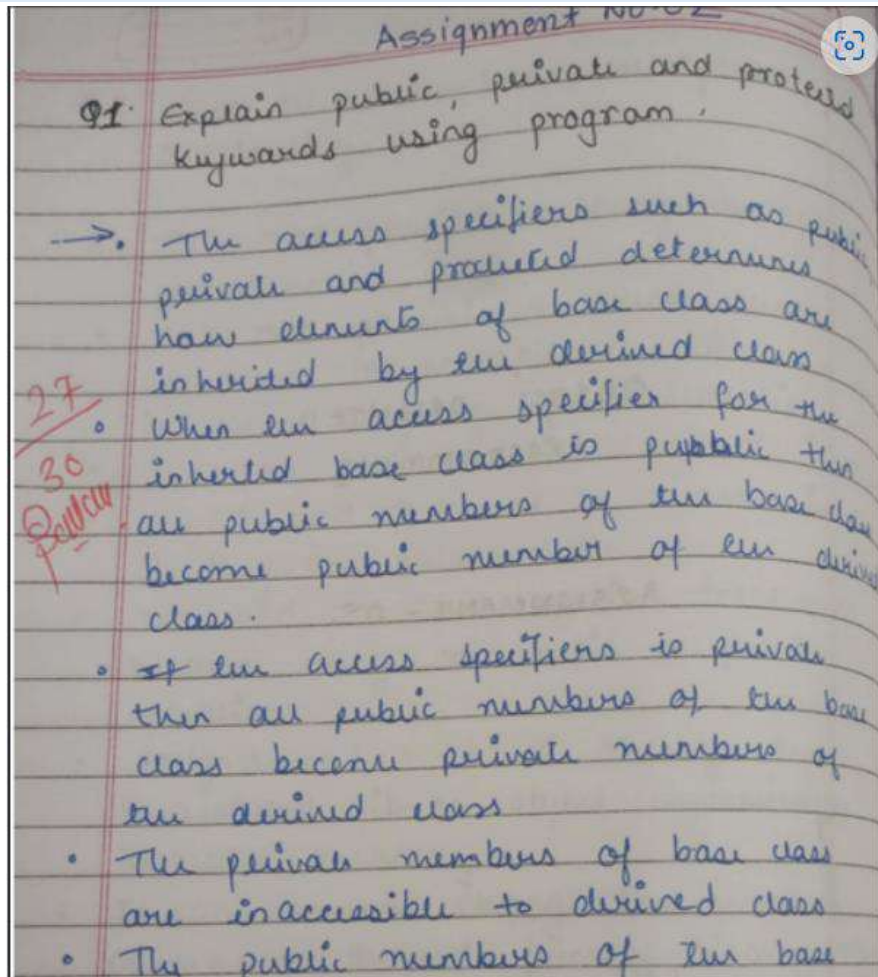 Assignment No. 02
Q1. Explain public, private and protected
keywords using program.
→. The access specifiers such as public
private and protected determines
how elements of base class are
inherited by the derived class
• When the access specifier for the
inherted base class is pupblic then
all public members of the base class
become public member of the derived
class.
• If the access specifiers is private
then all public members of the base
class become private members of
the derived class
• The private members of base class
are inaccessible to derived class
• The public members of the base
27
30